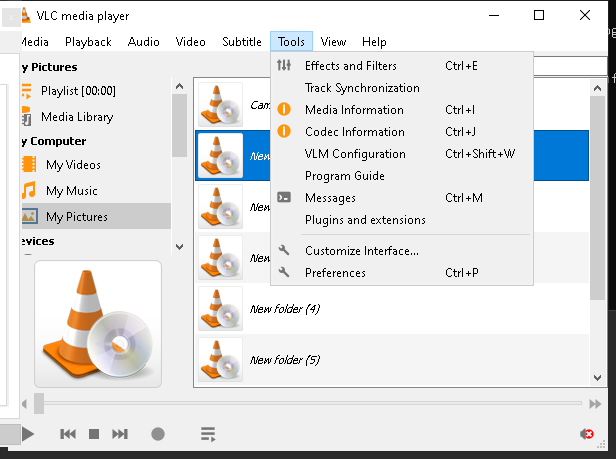 VLC media player
Media Playback Audio Video Subtitle Tools View Help
y Pictures
Playlist [00:00]
Media Library
y Computer
My Videos
My Music
My Pictures
evices
Cam
New
New
New
New folder (4)
New folder (5)
Effects and Filters Ctrl+E
Track Synchronization
Media Information Ctrl+I
Codec Information Ctrl+J
VLM Configuration Ctrl+Shift+W
Program Guide
Messages Ctrl+M
Plugins and extensions
Customize Interface...
Preferences Ctrl+P